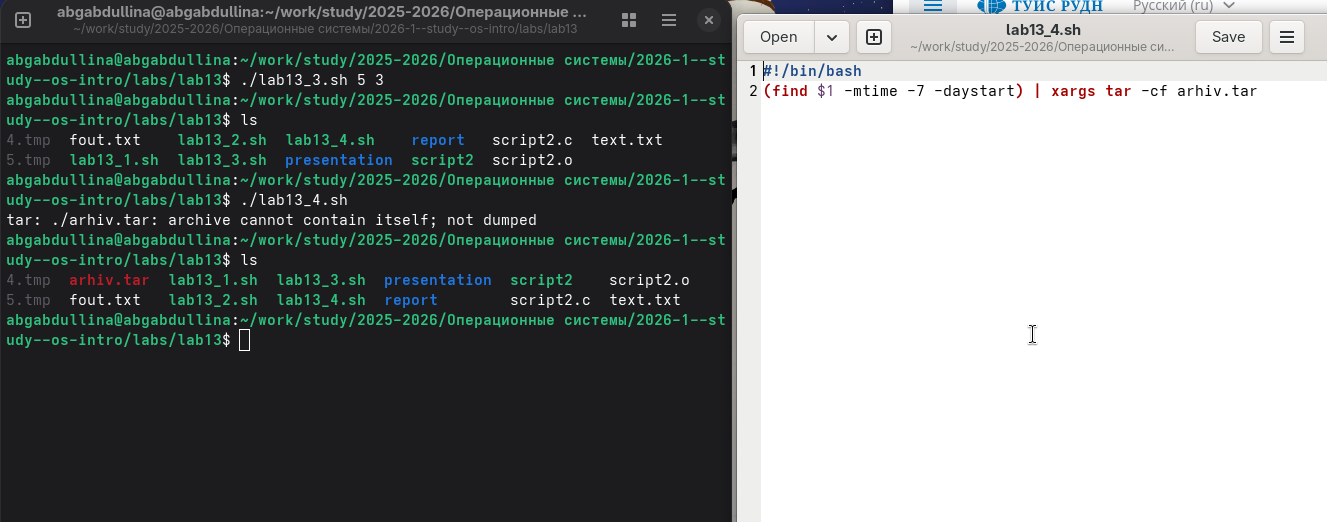 abgabdullina@abgabdullina:~/work/study/2025-2026/Операционные ...
~/work/study/2025-2026/Операционные системы/2026-1--study--os-intro/labs/lab13
abgabdullina@abgabdullina:~/work/study/2025-2026/Операционные системы/2026-1--st
udy--os-intro/labs/lab13$ ./lab13_3.sh 5 3
abgabdullina@abgabdullina:~/work/study/2025-2026/Операционные системы/2026-1--st
udy--os-intro/labs/lab13$ ls
4.tmp  fout.txt    lab13_2.sh  lab13_4.sh    report   script2.c  text.txt
5.tmp  lab13_1.sh  lab13_3.sh  presentation  script2  script2.o
abgabdullina@abgabdullina:~/work/study/2025-2026/Операционные системы/2026-1--st
udy--os-intro/labs/lab13$ ./lab13_4.sh
tar: ./arhiv.tar: archive cannot contain itself; not dumped
abgabdullina@abgabdullina:~/work/study/2025-2026/Операционные системы/2026-1--st
udy--os-intro/labs/lab13$ ls
4.tmp  arhiv.tar  lab13_1.sh  lab13_3.sh  presentation  script2    script2.o
5.tmp  fout.txt   lab13_2.sh  lab13_4.sh  report        script2.c  text.txt
abgabdullina@abgabdullina:~/work/study/2025-2026/Операционные системы/2026-1--st
udy--os-intro/labs/lab13$
ТУИС РУДН
Русский (ru)
Open
lab13_4.sh
~/work/study/2025-2026/Операционные си...
Save
1 #!/bin/bash
2 (find $1 -mtime -7 -daystart) | xargs tar -cf arhiv.tar